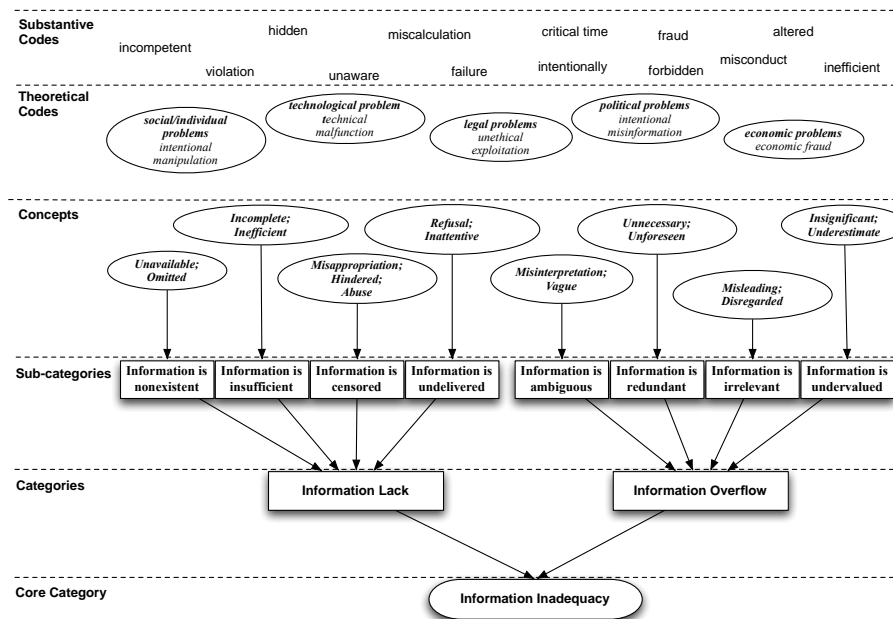 Substantive
Codes
incompetent
hidden
miscalculation
critical time
fraud
altered
violation
unaware
failure
intentionally
forbidden
misconduct
inefficient
Theoretical
Codes
social/individual
problems
intentional
manipulation
technological problem
technical
malfunction
legal problems
unethical
exploitation
political problems
intentional
misinformation
economic problems
economic fraud
Concepts
Unavailable;
Omitted
Incomplete;
Inefficient
Misappropriation;
Hindered;
Abuse
Refusal;
Inattentive
Misinterpretation;
Vague
Unnecessary;
Unforeseen
Misleading;
Disregarded
Insignificant;
Underestimate
Sub-categories
Information is
nonexistent
Information is
insufficient
Information is
censored
Information is
undelivered
Information is
ambiguous
Information is
redundant
Information is
irrelevant
Information is
undervalued
Categories
Information Lack
Information Overflow
Core Category
Information Inadequacy